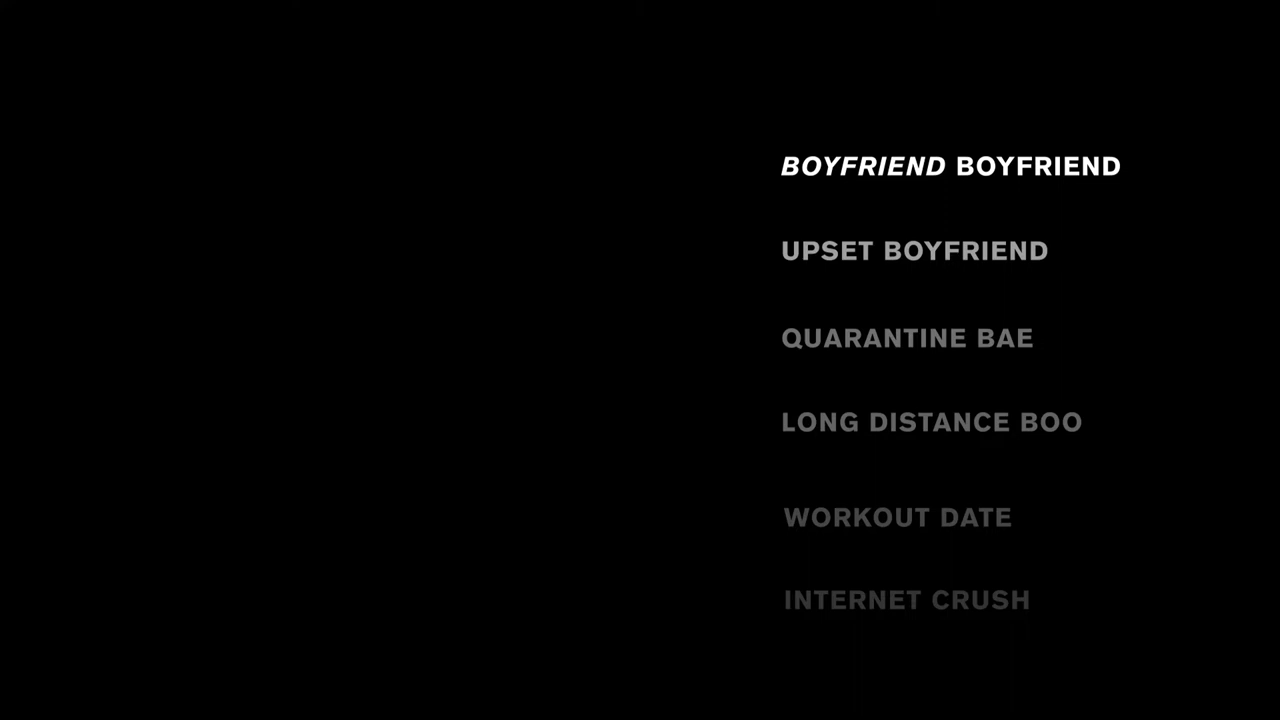 BOYFRIEND BOYFRIEND
UPSET BOYFRIEND
QUARANTINE BAE
LONG DISTANCE BOO
WORKOUT DATE
INTERNET CRUSH